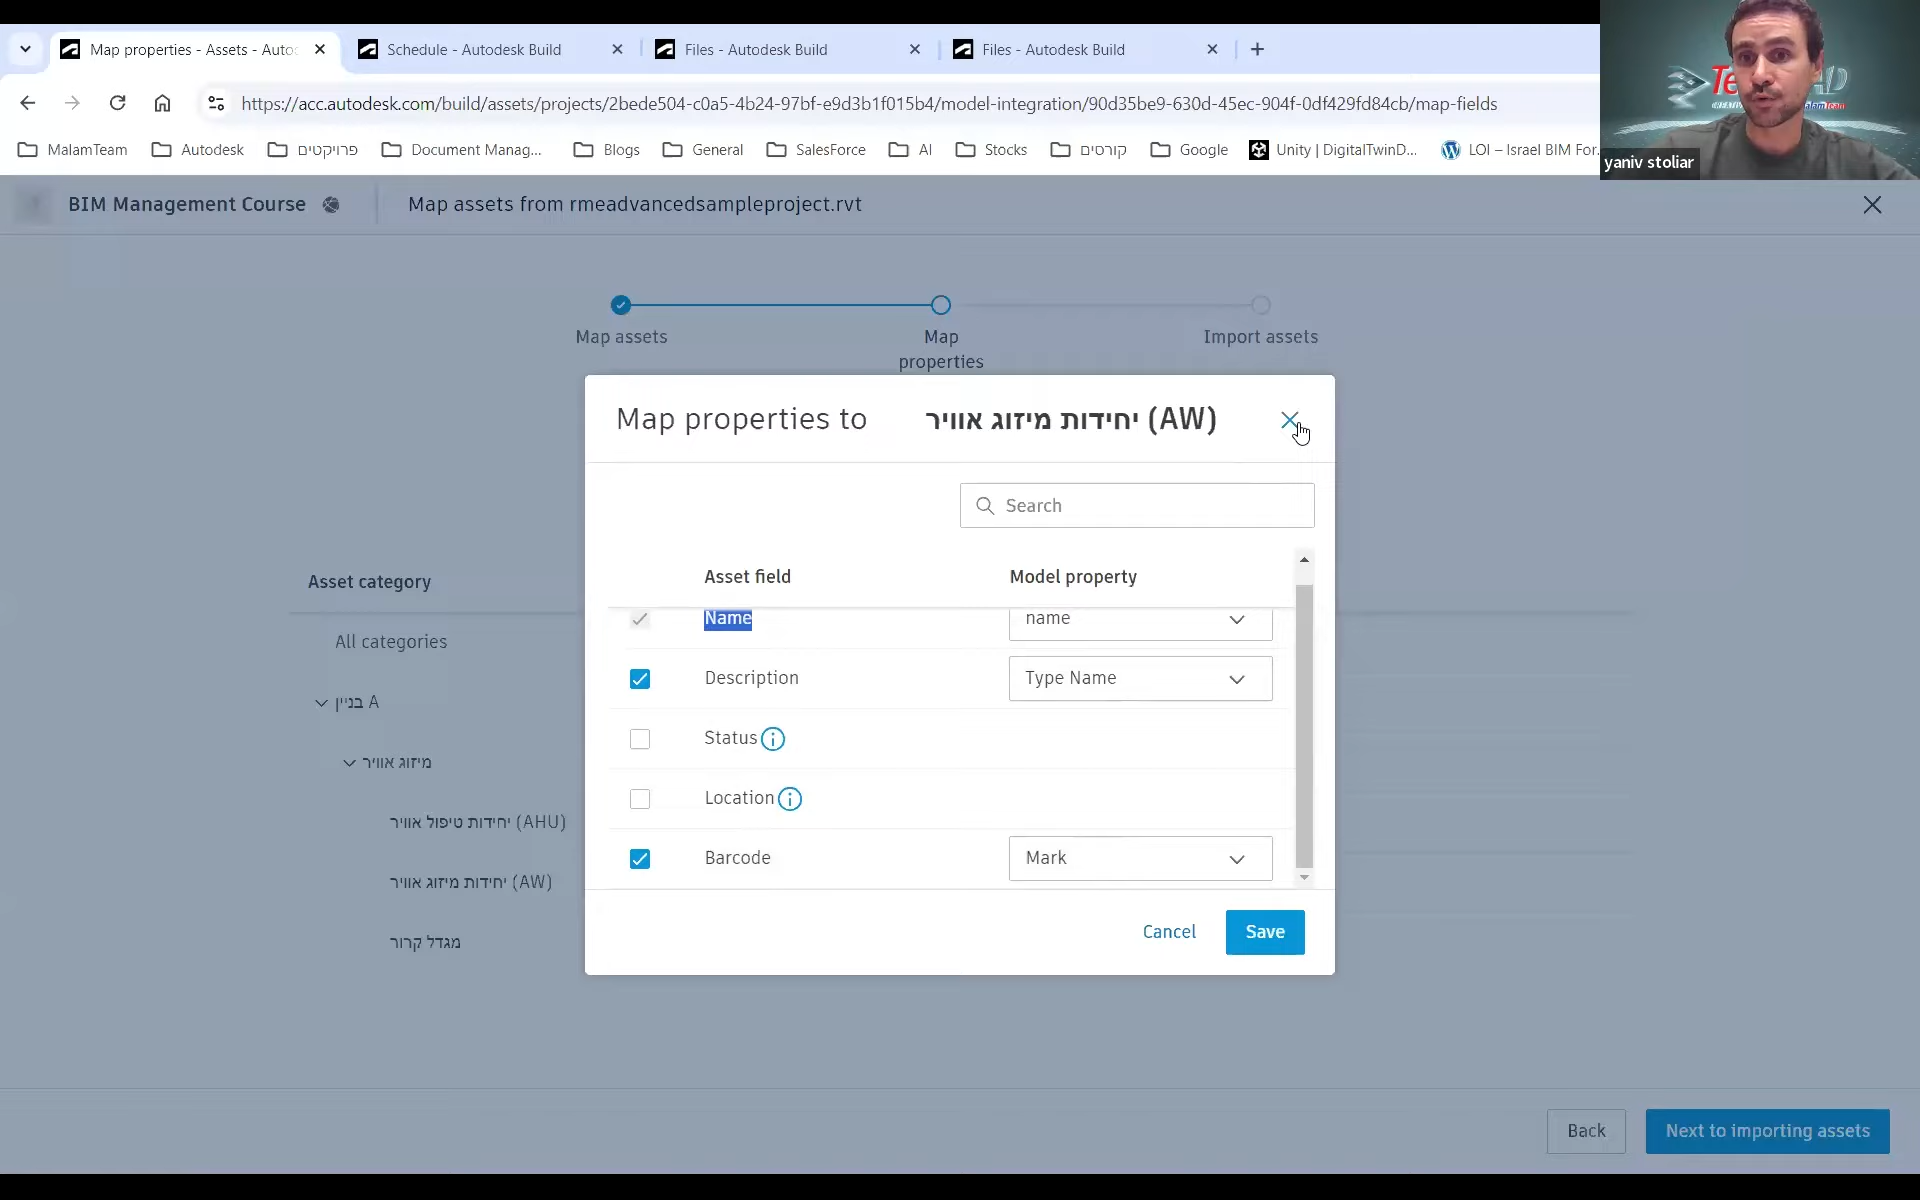 Map properties - Assets - Auto
Schedule - Autodesk Build
Files - Autodesk Build
Files - Autodesk Build
https://acc.autodesk.com/build/assets/projects/2bede504-c0a5-4b24-97bf-e9d3b1f015b4/model-integration/90d35be9-630d-45ec-904f-0df429fd84cb/map-fields
MalamTeam
Autodesk
פרויקטים
Document Manag...
Blogs
General
SalesForce
AI
Stocks
קורסים
Google
Unity | DigitalTwinD...
LOI – Israel BIM For...
yaniv stoliar
BIM Management Course
Map assets from rmeadvancedsampleproject.rvt
Map assets
Map properties
Import assets
Map properties to יחידות מיזוג אוויר (AW)
Search
Asset category
Asset field
Model property
Name
name
All categories
Description
Type Name
בניין A
Status
מיזוג אוויר
Location
יחידות טיפול אוויר (AHU)
Barcode
Mark
יחידות מיזוג אוויר (AW)
מגדל קרור
Cancel
Save
Back
Next to importing assets